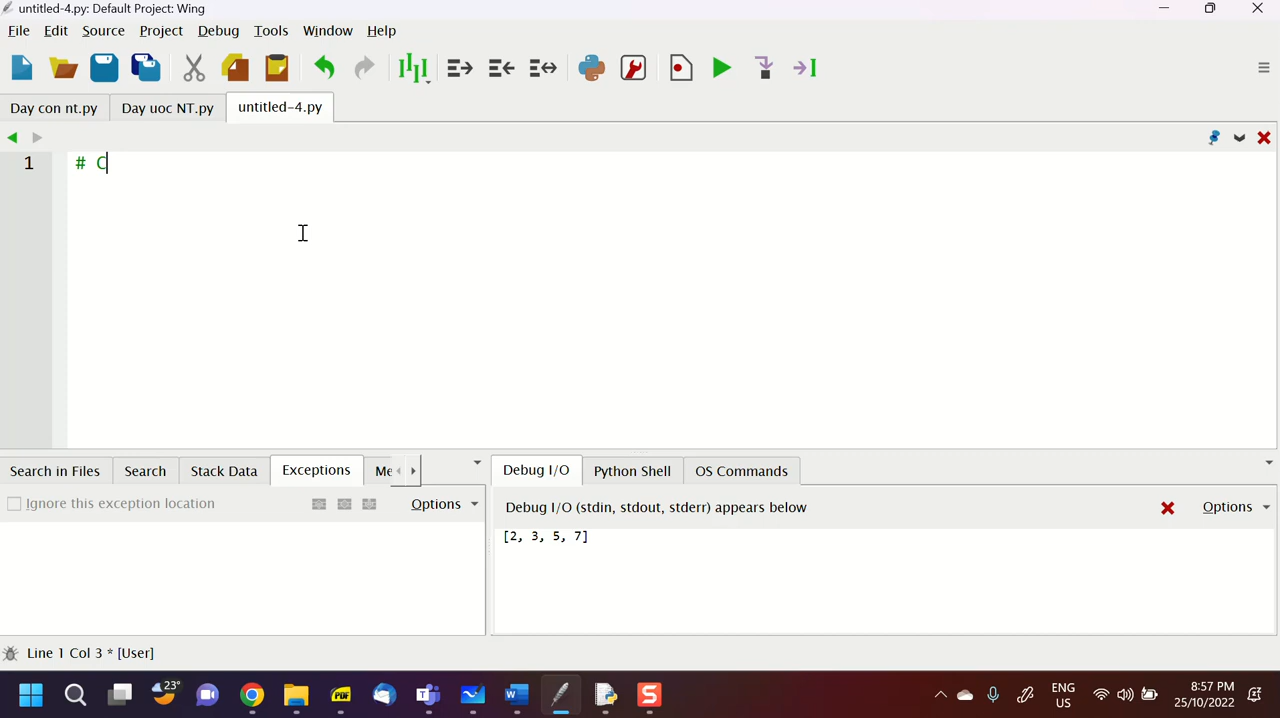 untitled-4.py: Default Project: Wing
File Edit Source Project Debug Tools Window Help
Day con nt.py Day uoc NT.py untitled-4.py
1 # C
Search in Files Search Stack Data Exceptions Me
Debug I/O Python Shell OS Commands
Ignore this exception location Options
Debug I/O (stdin, stdout, stderr) appears below Options
[2, 3, 5, 7]
Line 1 Col 3 * [User]
23°
PDF
ENG
US
8:57 PM
25/10/2022